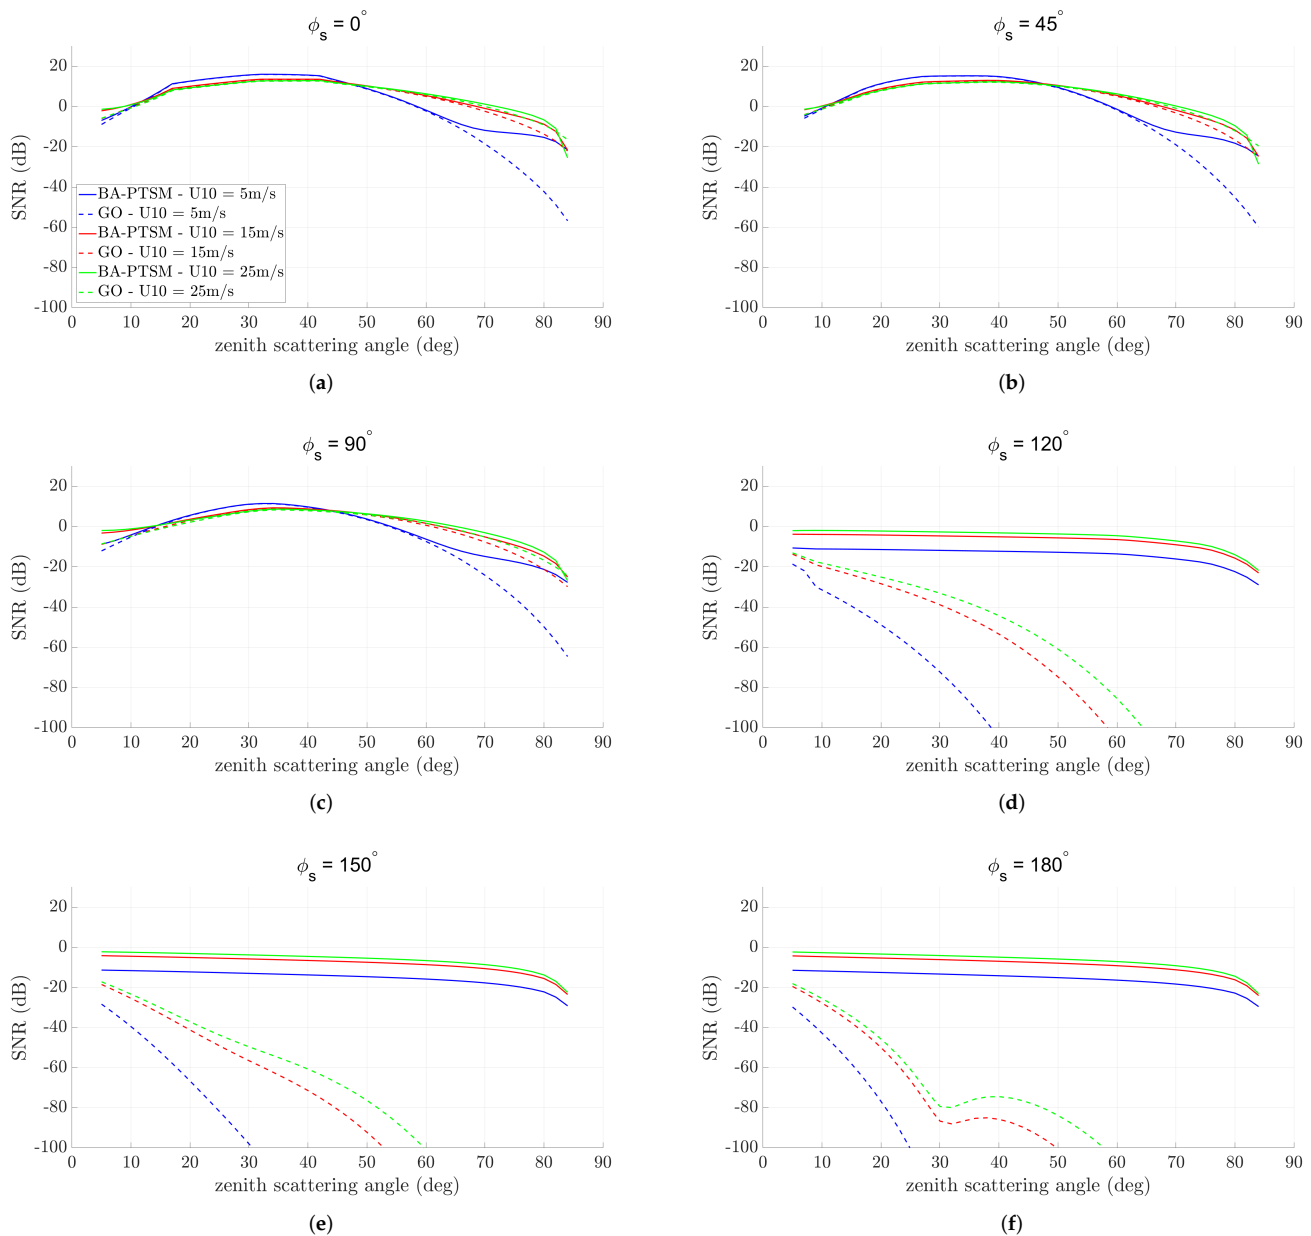 ϕs = 0°
20
0
-20
-40
-60
-80
-100
SNR (dB)
BA-PTSM - U10 = 5m/s
GO - U10 = 5m/s
BA-PTSM - U10 = 15m/s
GO - U10 = 15m/s
BA-PTSM - U10 = 25m/s
GO - U10 = 25m/s
0 10 20 30 40 50 60 70 80 90
zenith scattering angle (deg)
(a)
ϕs = 45°
20
0
-20
-40
-60
-80
-100
SNR (dB)
0 10 20 30 40 50 60 70 80 90
zenith scattering angle (deg)
(b)
ϕs = 90°
20
0
-20
-40
-60
-80
-100
SNR (dB)
0 10 20 30 40 50 60 70 80 90
zenith scattering angle (deg)
(c)
ϕs = 120°
20
0
-20
-40
-60
-80
-100
SNR (dB)
0 10 20 30 40 50 60 70 80 90
zenith scattering angle (deg)
(d)
ϕs = 150°
20
0
-20
-40
-60
-80
-100
SNR (dB)
0 10 20 30 40 50 60 70 80 90
zenith scattering angle (deg)
(e)
ϕs = 180°
20
0
-20
-40
-60
-80
-100
SNR (dB)
0 10 20 30 40 50 60 70 80 90
zenith scattering angle (deg)
(f)